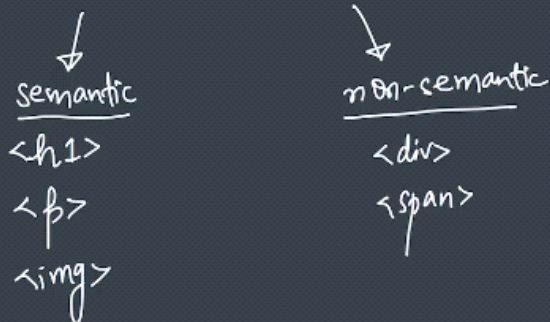 semantic
<h1>
<p>
<img>
non-semantic
<div>
<span>